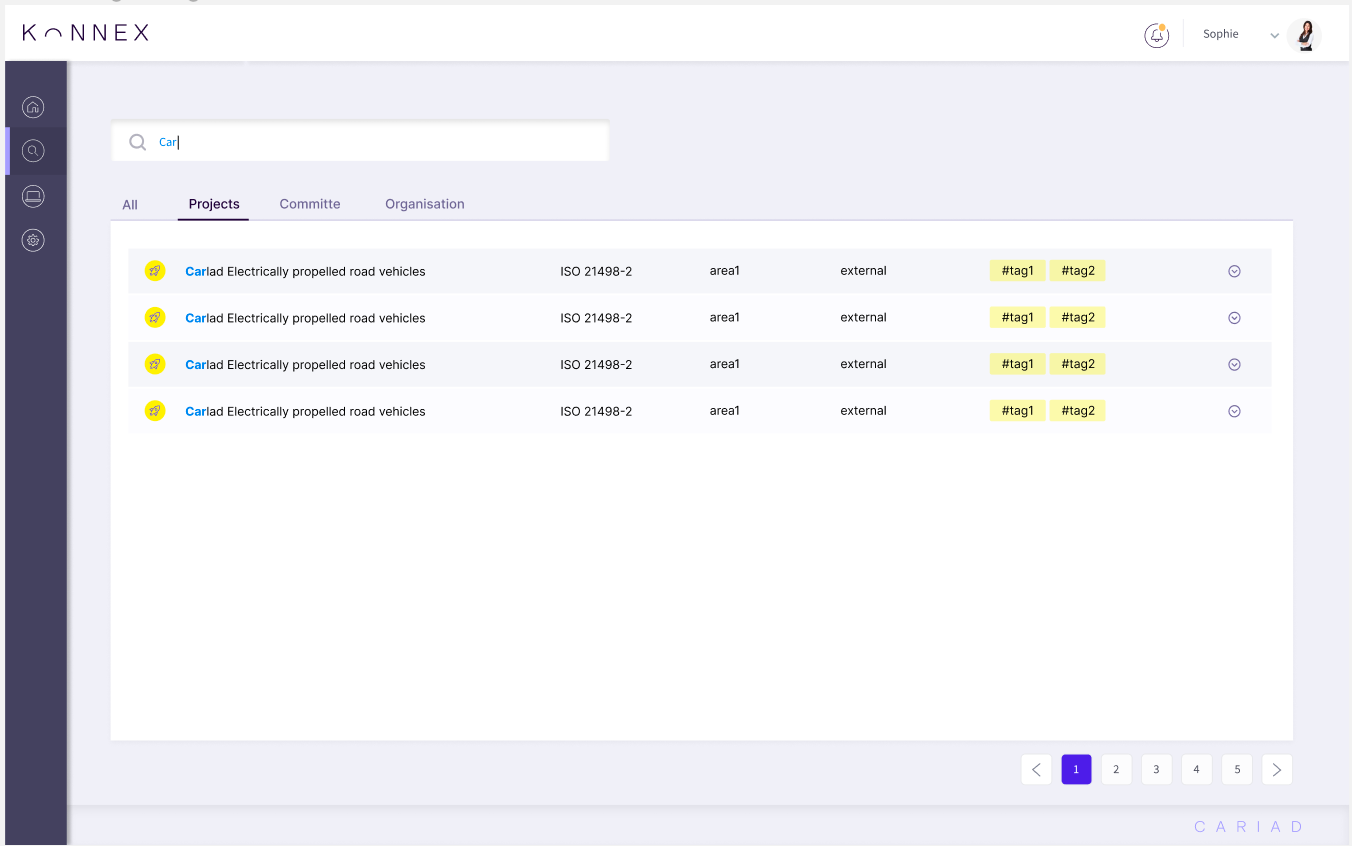 KONNEX
Sophie
Car
All Projects Committe Organisation
Carlad Electrically propelled road vehicles ISO 21498-2 area1 external #tag1 #tag2
Carlad Electrically propelled road vehicles ISO 21498-2 area1 external #tag1 #tag2
Carlad Electrically propelled road vehicles ISO 21498-2 area1 external #tag1 #tag2
Carlad Electrically propelled road vehicles ISO 21498-2 area1 external #tag1 #tag2
1 2 3 4 5
CARIAD